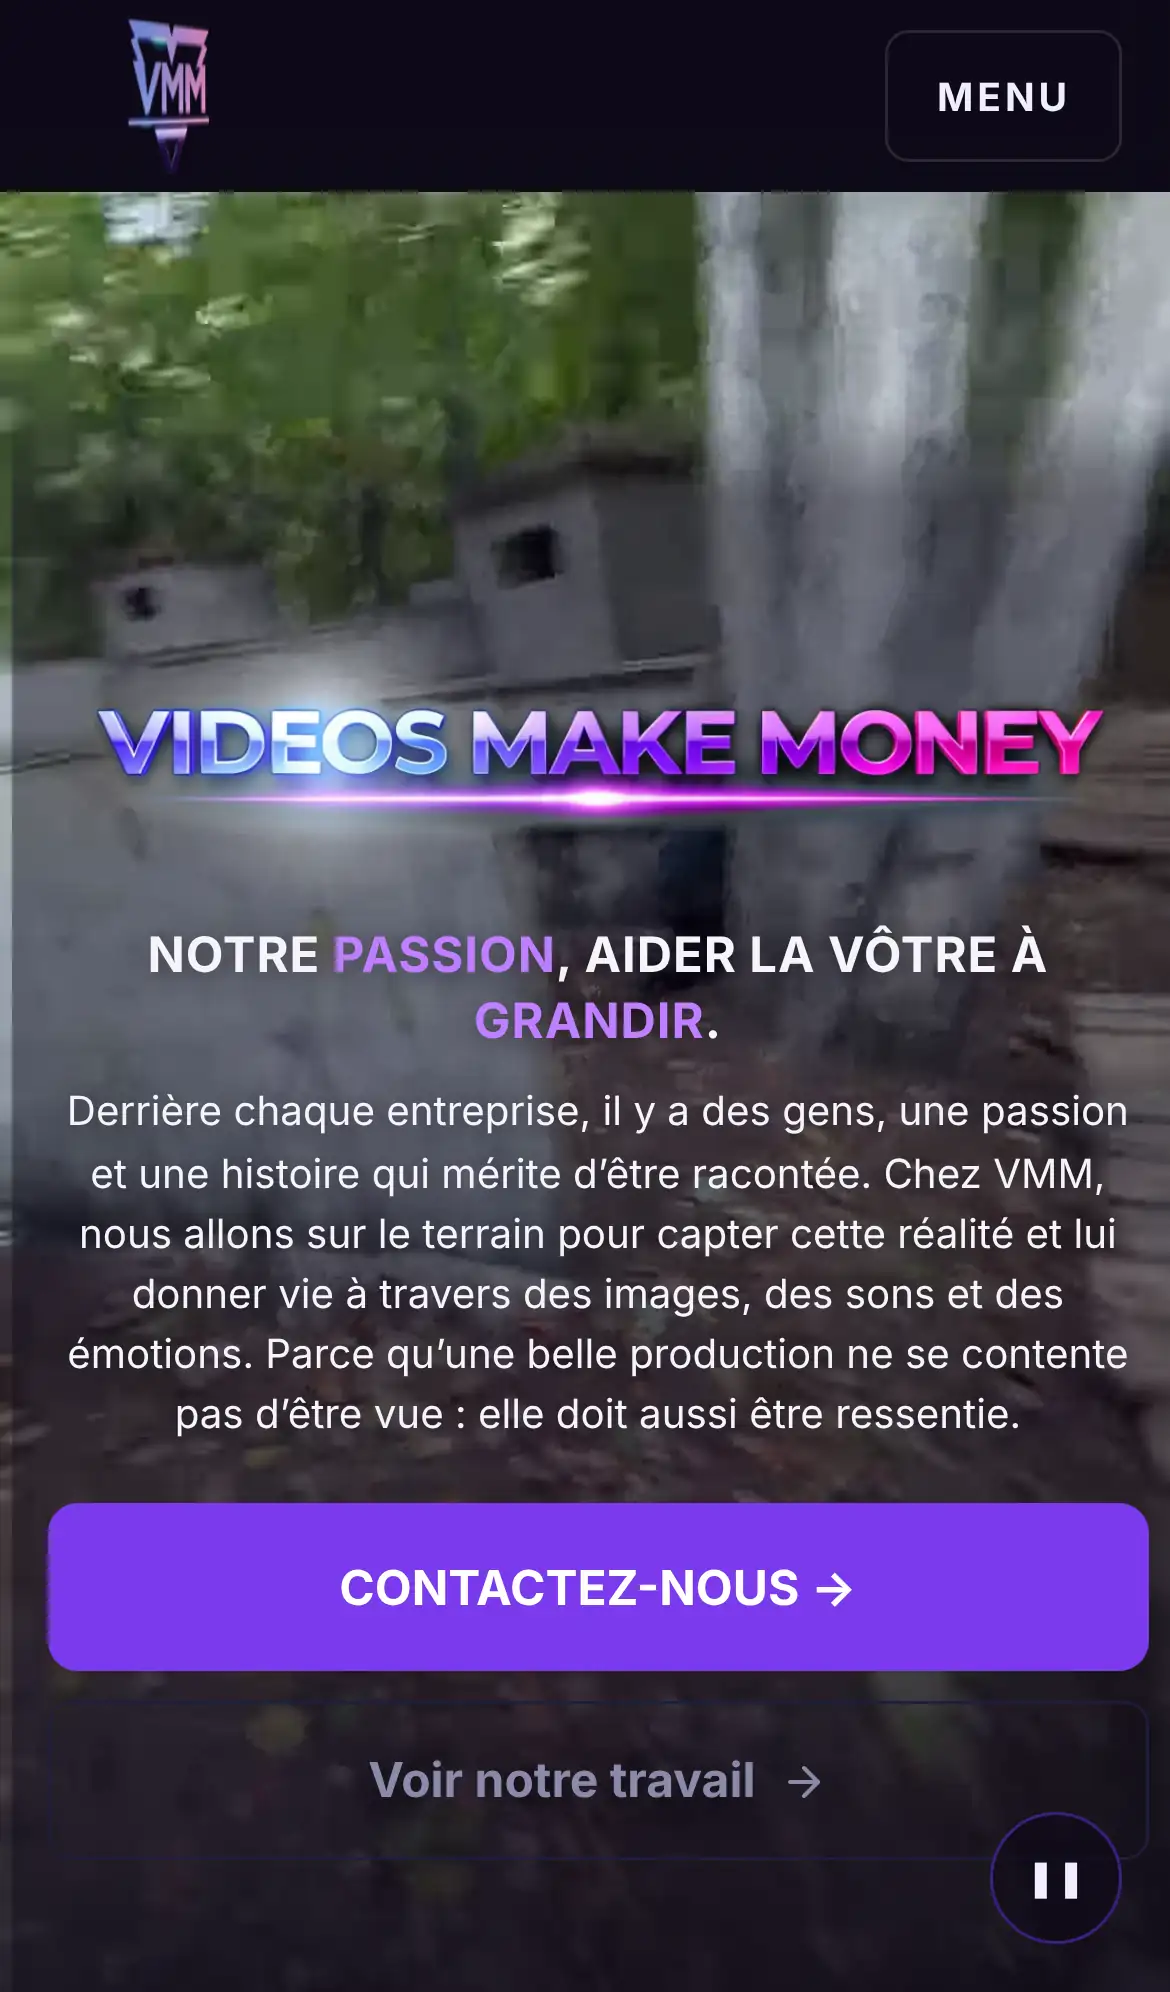 VMM
MENU
VIDEOS MAKE MONEY
NOTRE PASSION, AIDER LA VÔTRE À
GRANDIR.
Derrière chaque entreprise, il y a des gens, une passion
et une histoire qui mérite d’être racontée. Chez VMM,
nous allons sur le terrain pour capter cette réalité et lui
donner vie à travers des images, des sons et des
émotions. Parce qu’une belle production ne se contente
pas d’être vue : elle doit aussi être ressentie.
CONTACTEZ-NOUS →
Voir notre travail →